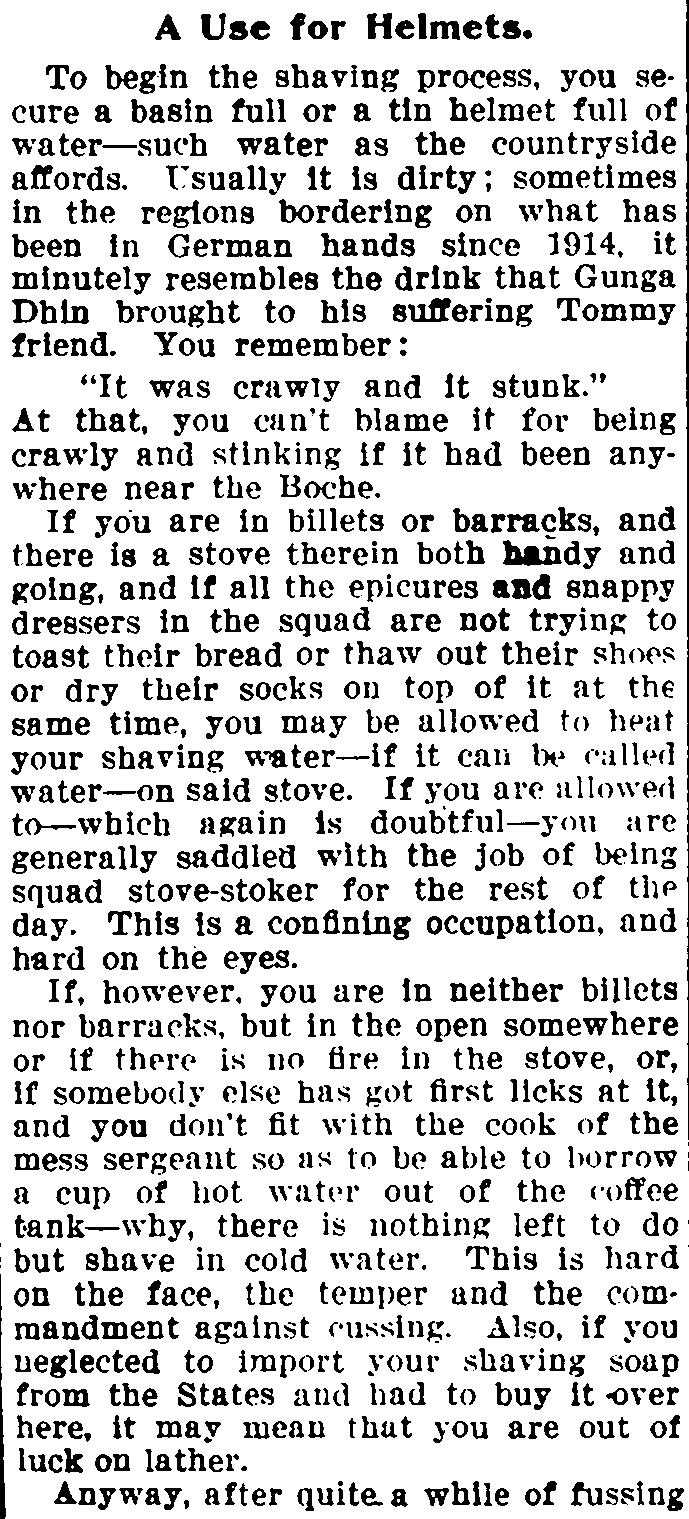 A Use for Helmets.
To begin the shaving process, you se-
cure a basin full or a tin helmet full of
water—such water as the countryside
affords. Usually it is dirty; sometimes
in the regions bordering on what has
been in German hands since 1914, it
minutely resembles the drink that Gunga
Dhin brought to his suffering Tommy
friend. You remember:
"It was crawly and it stunk."
At that, you can't blame it for being
crawly and stinking if it had been any-
where near the Boche.
If you are in billets or barracks, and
there is a stove therein both handy and
going, and if all the epicures and snappy
dressers in the squad are not trying to
toast their bread or thaw out their shoes
or dry their socks on top of it at the
same time, you may be allowed to heat
your shaving water—if it can be called
water—on said stove. If you are allowed
to—which again is doubtful—you are
generally saddled with the job of being
squad stove-stoker for the rest of the
day. This is a confining occupation, and
hard on the eyes.
If, however, you are in neither billets
nor barracks, but in the open somewhere
or if there is no fire in the stove, or,
if somebody else has got first licks at it,
and you don't fit with the cook of the
mess sergeant so as to be able to borrow
a cup of hot water out of the coffee
tank—why, there is nothing left to do
but shave in cold water. This is hard
on the face, the temper and the com-
mandment against cussing. Also, if you
neglected to import your shaving soap
from the States and had to buy it over
here, it may mean that you are out of
luck on lather.
Anyway, after quite a while of fussing